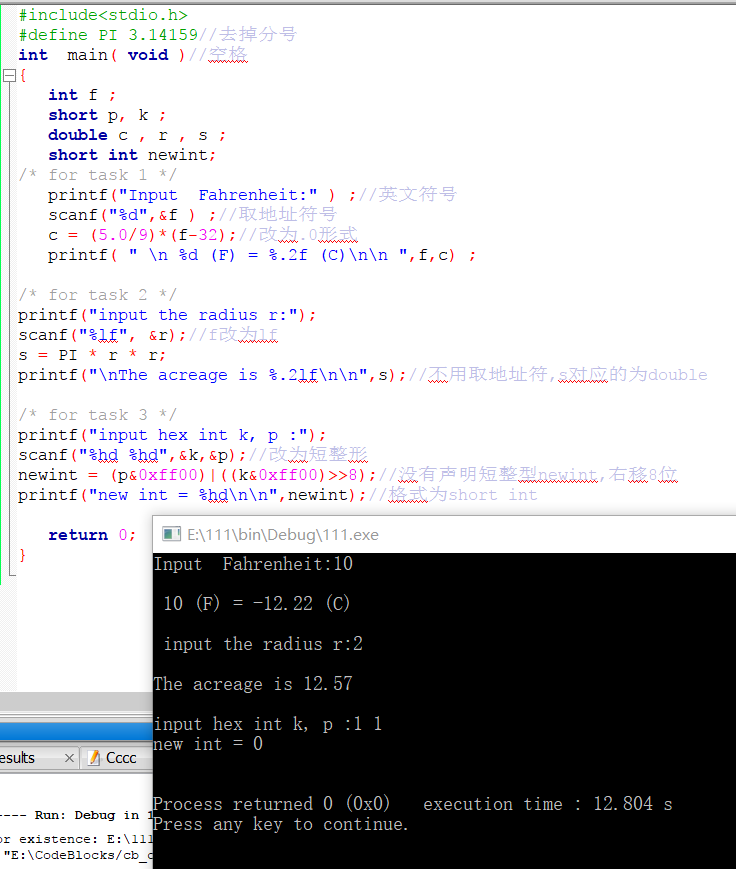 #include<stdio.h>
#define PI 3.14159//去掉分号
int  main( void )//空格
{
int f ;
short p, k ;
double c , r , s ;
short int newint;
/* for task 1 */
printf("Input  Fahrenheit:" ) ;//英文符号
scanf("%d",&f ) ;//取地址符号
c = (5.0/9)*(f-32);//改为.0形式
printf( " \n %d (F) = %.2f (C)\n\n ",f,c) ;
/* for task 2 */
printf("input the radius r:");
scanf("%lf", &r);//f改为lf
s = PI * r * r;
printf("\nThe acreage is %.2lf\n\n",s);//不用取地址符,s对应的为double
/* for task 3 */
printf("input hex int k, p :");
scanf("%hd %hd",&k,&p);//改为短整形
newint = (p&0xff00)|((k&0xff00)>>8);//没有声明短整型newint,右移8位
printf("new int = %hd\n\n",newint);//格式为short int
return 0;
}
E:\111\bin\Debug\111.exe
Input  Fahrenheit:10
10 (F) = -12.22 (C)
input the radius r:2
The acreage is 12.57
input hex int k, p :1 1
new int = 0
Process returned 0 (0x0)   execution time : 12.804 s
Press any key to continue.
esults
Cccc
---- Run: Debug in 1
or existence: E:\111
"E:\CodeBlocks/cb_c